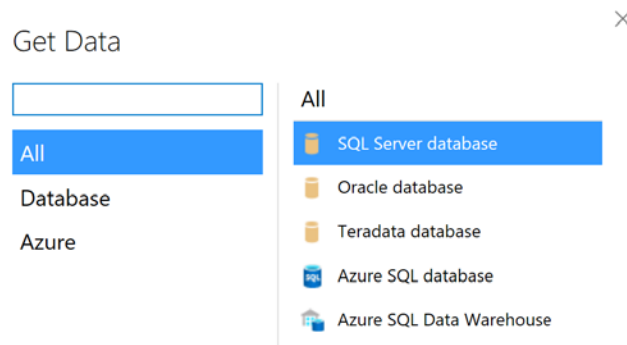 Get Data
All
Database
Azure
All
SQL Server database
Oracle database
Teradata database
SQL
Azure SQL database
Azure SQL Data Warehouse